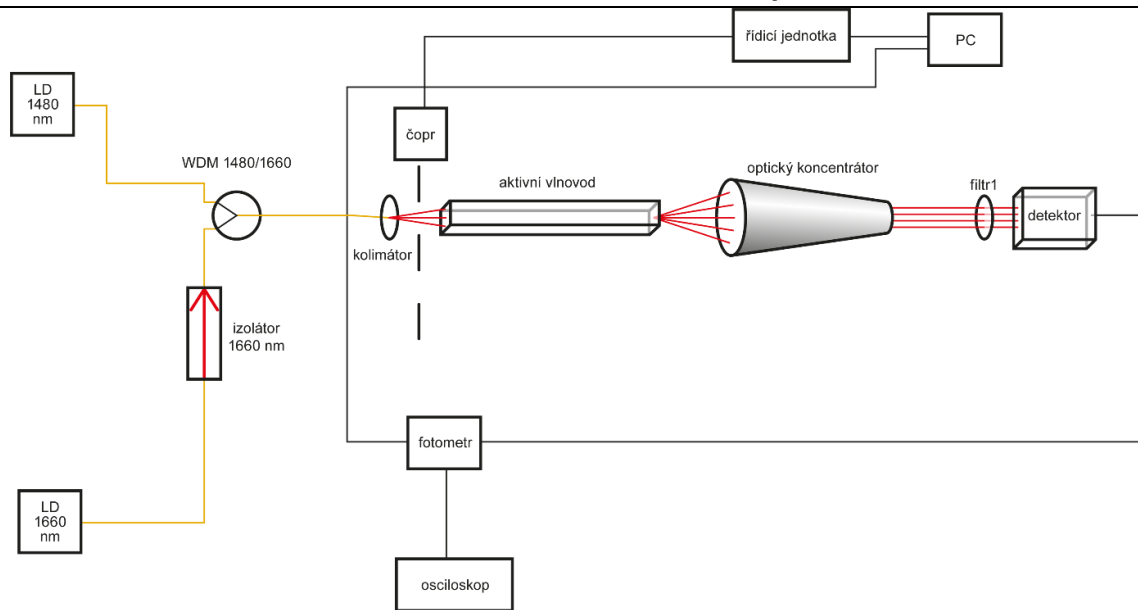 řídicí jednotka
PC
LD
1480
nm
čopr
WDM 1480/1660
aktivní vlnovod
optický koncentrátor
filtr1
detektor
kolimátor
izolátor
1660 nm
fotometr
LD
1660
nm
osciloskop